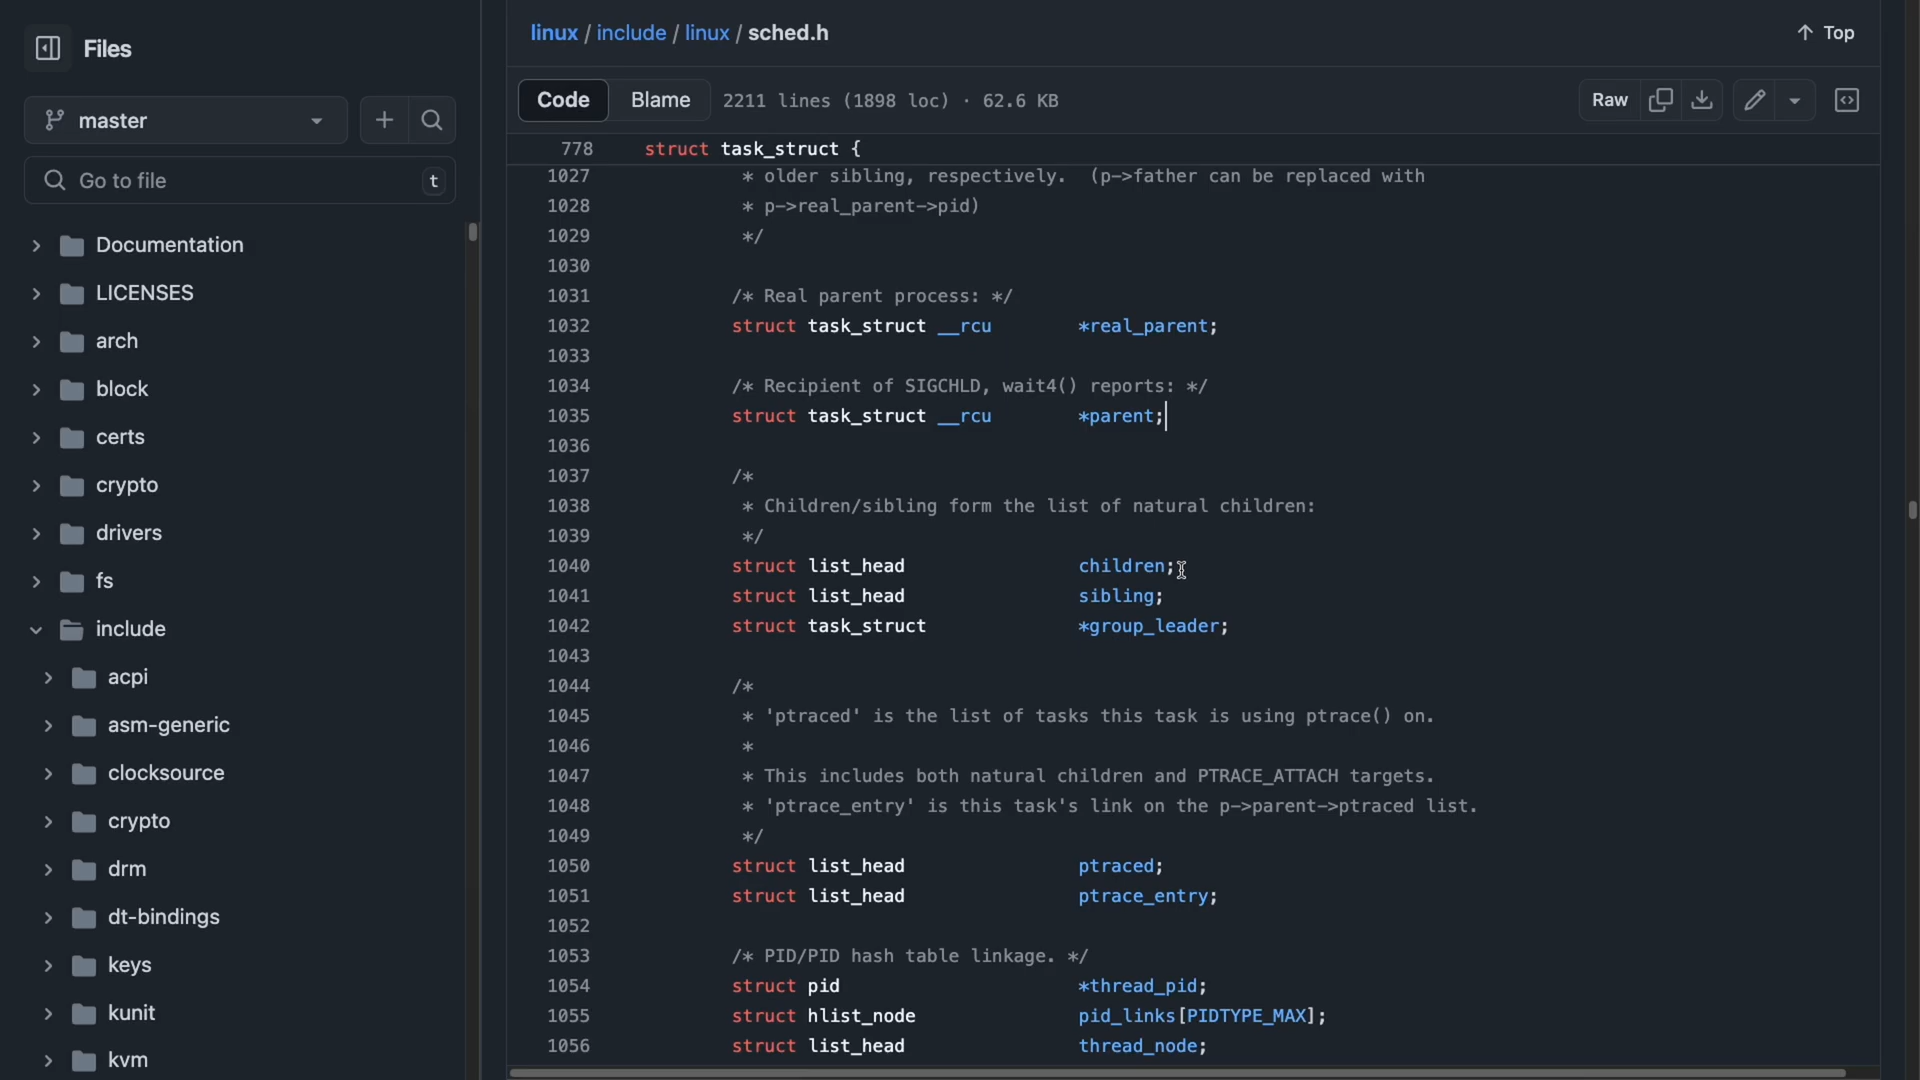 Files
master
Go to file
t
Documentation
LICENSES
arch
block
certs
crypto
drivers
fs
include
acpi
asm-generic
clocksource
crypto
drm
dt-bindings
keys
kunit
kvm
linux / include / linux / sched.h
Top
Code Blame 2211 lines (1898 loc) · 62.6 KB
Raw
778 struct task_struct {
1027 * older sibling, respectively. (p->father can be replaced with
1028 * p->real_parent->pid)
1029 */
1030
1031 /* Real parent process: */
1032 struct task_struct __rcu *real_parent;
1033
1034 /* Recipient of SIGCHLD, wait4() reports: */
1035 struct task_struct __rcu *parent;
1036
1037 /*
1038 * Children/sibling form the list of natural children:
1039 */
1040 struct list_head children;
1041 struct list_head sibling;
1042 struct task_struct *group_leader;
1043
1044 /*
1045 * 'ptraced' is the list of tasks this task is using ptrace() on.
1046 *
1047 * This includes both natural children and PTRACE_ATTACH targets.
1048 * 'ptrace_entry' is this task's link on the p->parent->ptraced list.
1049 */
1050 struct list_head ptraced;
1051 struct list_head ptrace_entry;
1052
1053 /* PID/PID hash table linkage. */
1054 struct pid *thread_pid;
1055 struct hlist_node pid_links[PIDTYPE_MAX];
1056 struct list_head thread_node;